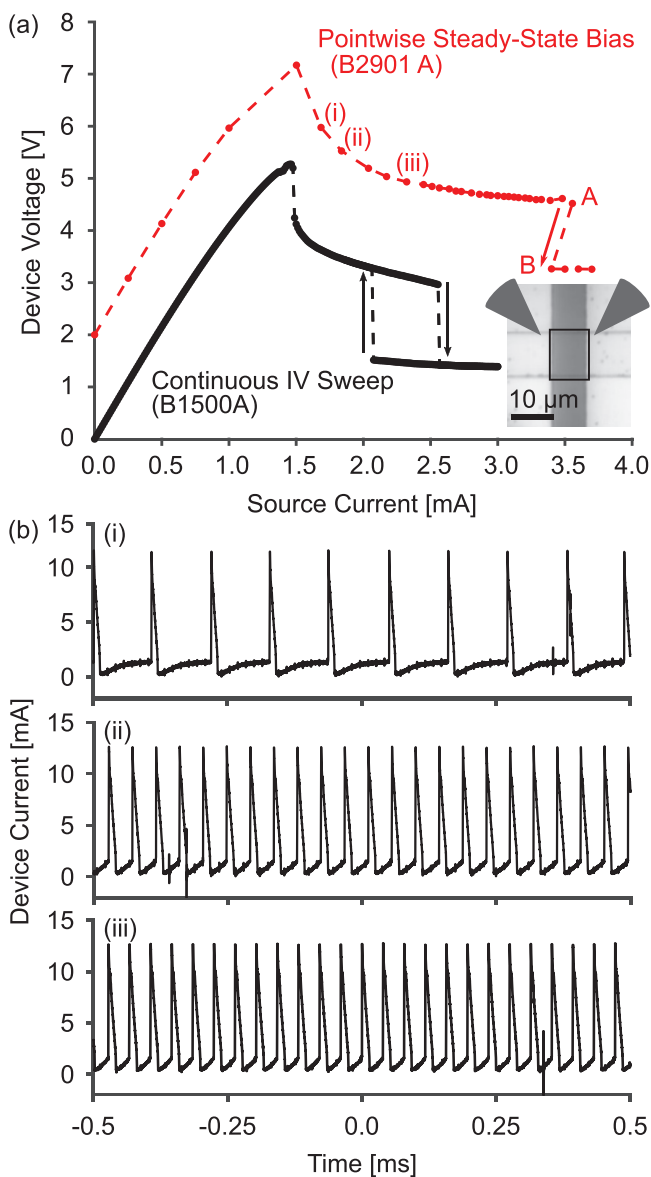 (a)
8
7
6
5
4
3
2
1
0
Device Voltage [V]
Pointwise Steady-State Bias
(B2901 A)
(i)
(ii)
(iii)
A
B
Continuous IV Sweep
(B1500A)
10 µm
0.0 0.5 1.0 1.5 2.0 2.5 3.0 3.5 4.0
Source Current [mA]
(b)
Device Current [mA]
(i)
15
10
5
0
(ii)
15
10
5
0
(iii)
15
10
5
0
-0.5 -0.25 0.0 0.25 0.5
Time [ms]